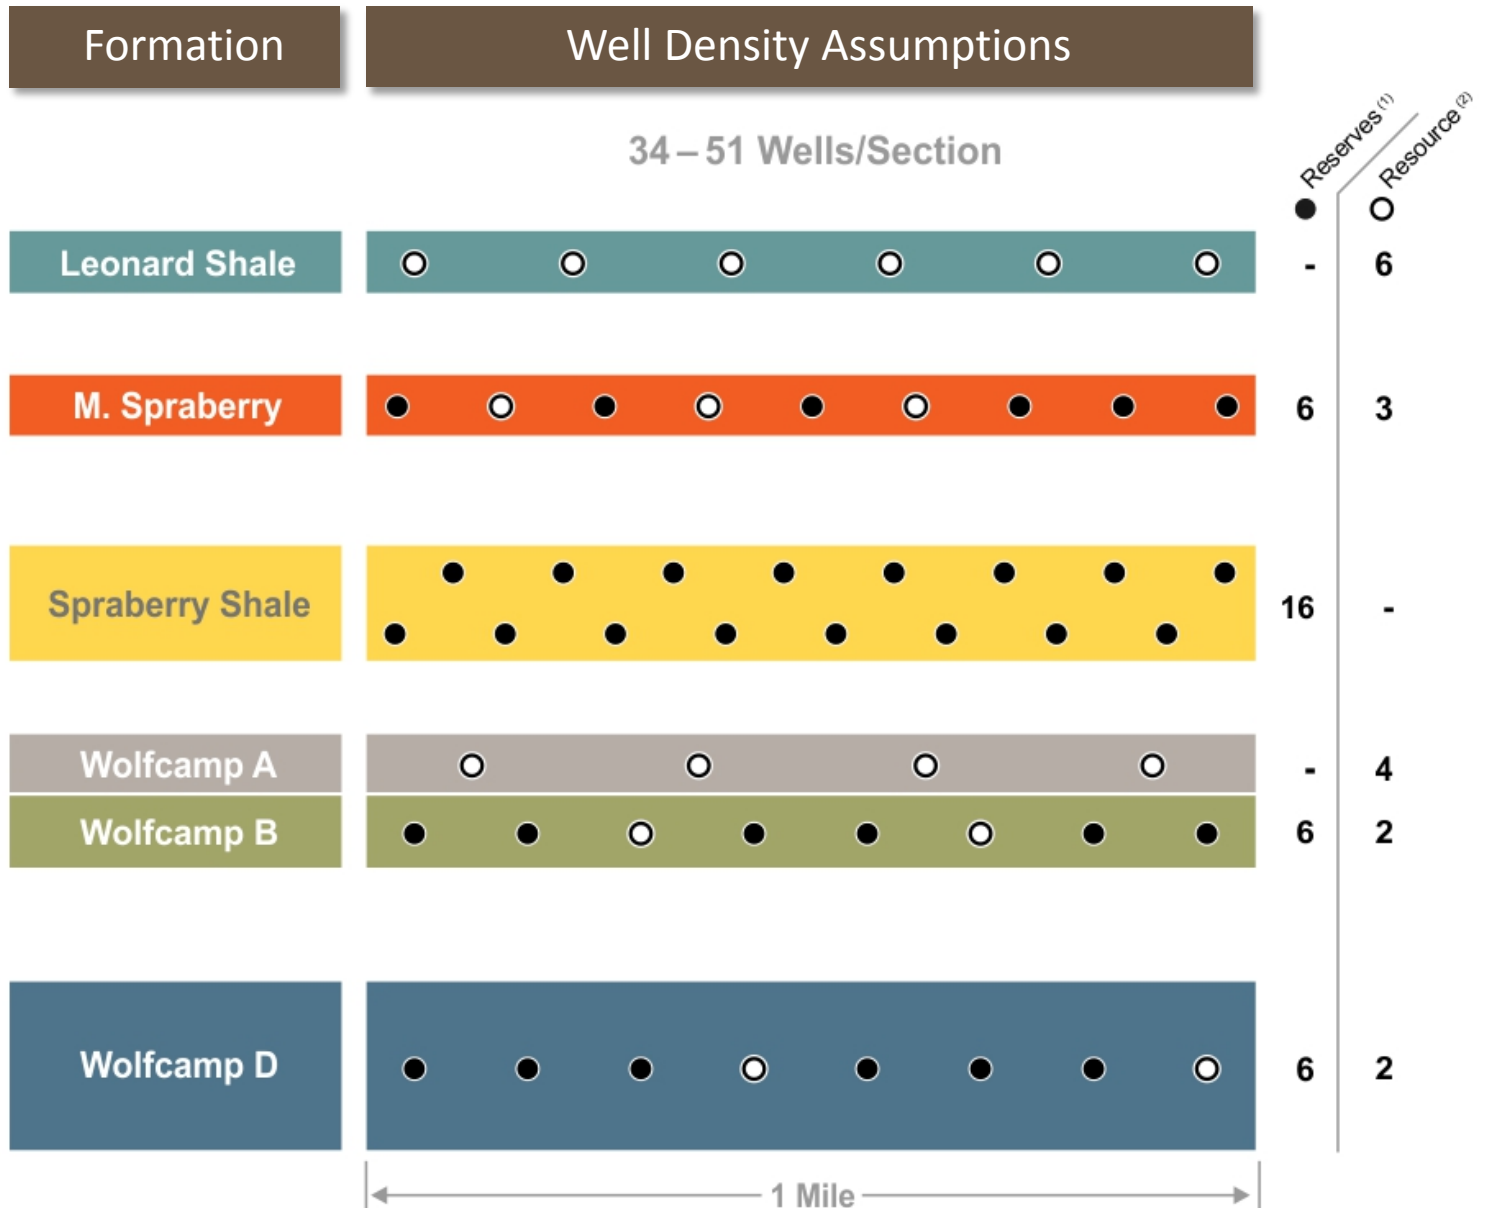 Formation
Well Density Assumptions
34 – 51 Wells/Section
Reserves (1)
Resource (2)
Leonard Shale
- 6
M. Spraberry
6 3
Spraberry Shale
16 -
Wolfcamp A
- 4
Wolfcamp B
6 2
Wolfcamp D
6 2
1 Mile